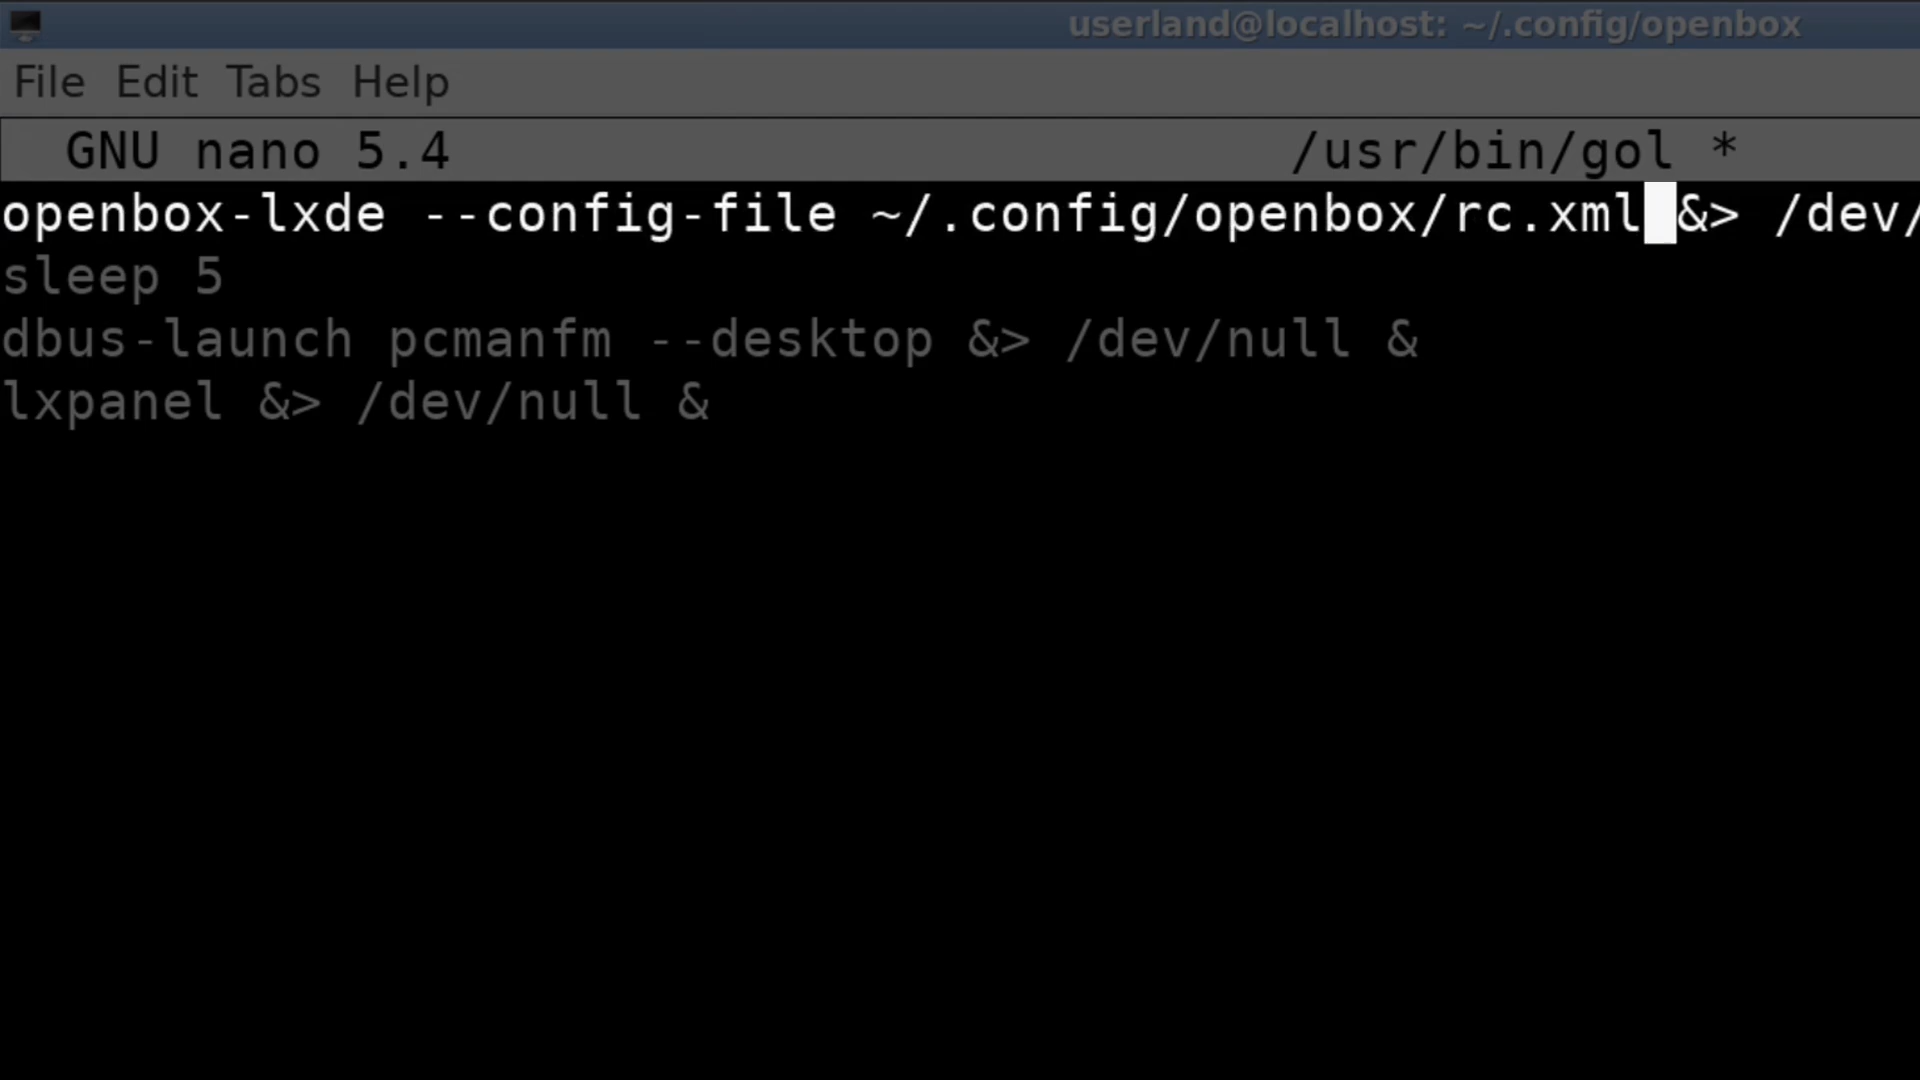 userland@localhost: ~/.config/openbox
File Edit Tabs Help
GNU nano 5.4 /usr/bin/gol *
openbox-lxde --config-file ~/.config/openbox/rc.xml &> /dev/
sleep 5
dbus-launch pcmanfm --desktop &> /dev/null &
lxpanel &> /dev/null &